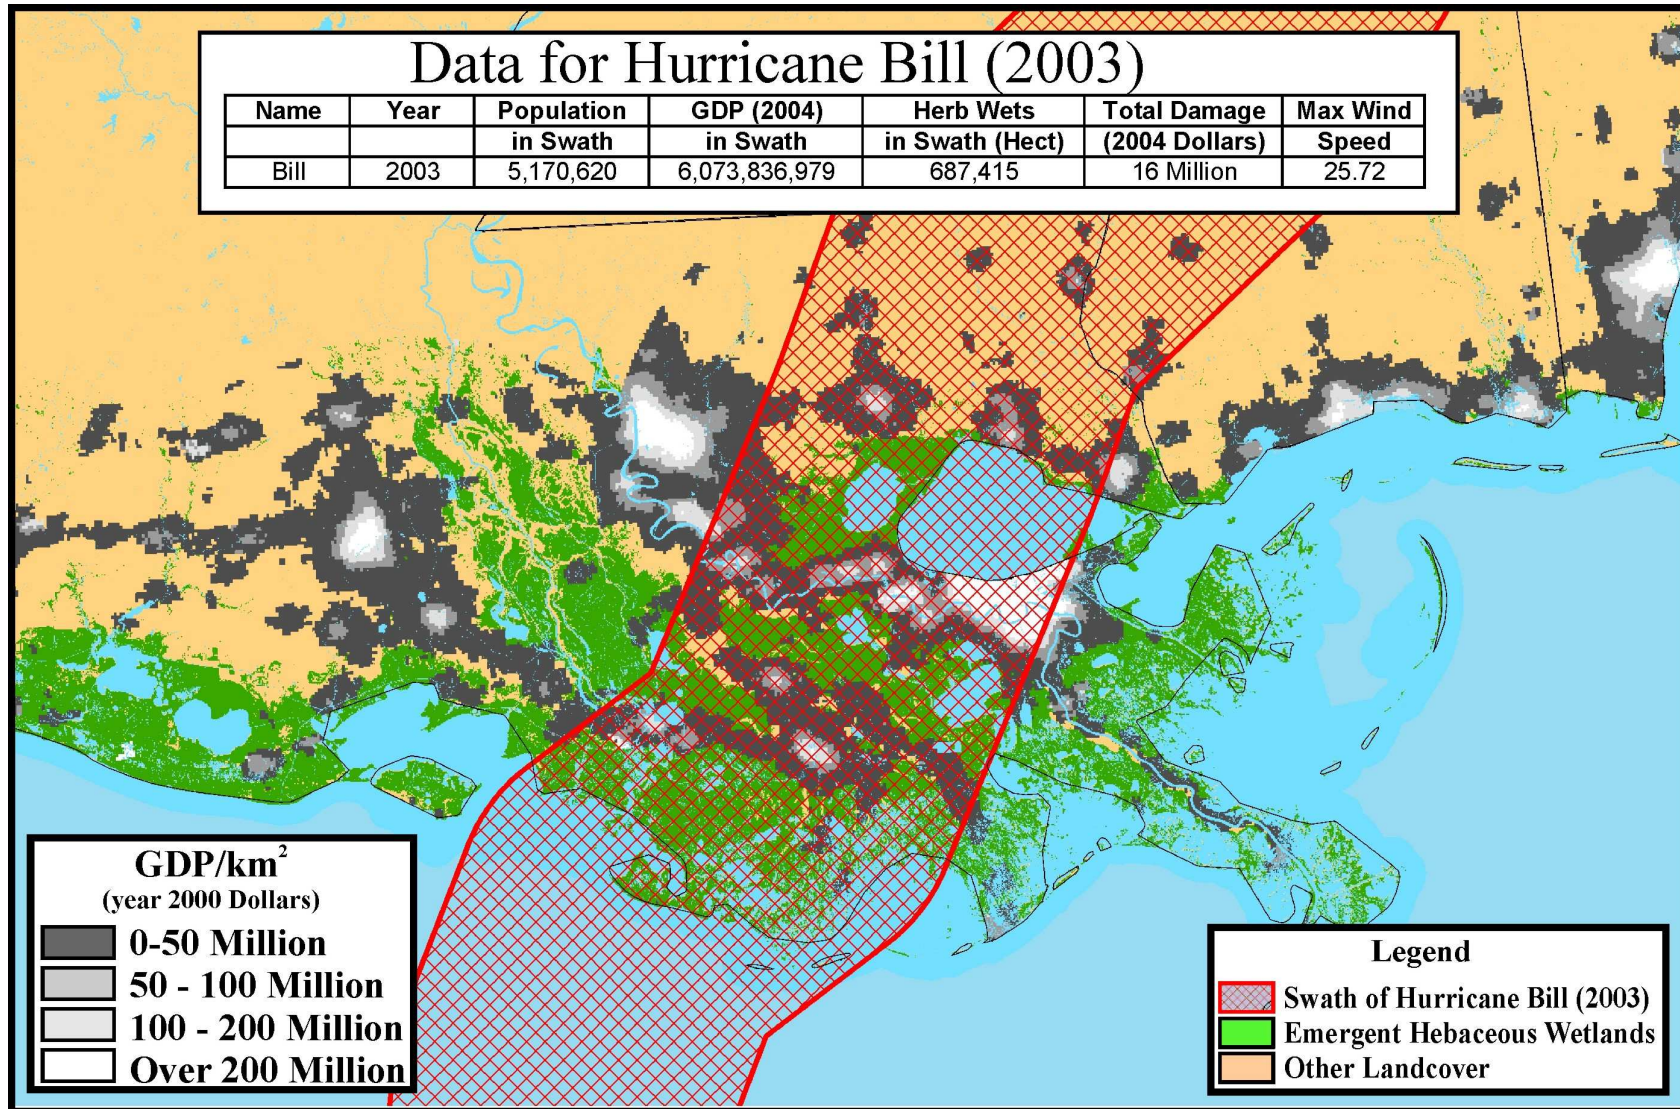 Data for Hurricane Bill (2003)
Name Year Population GDP (2004) Herb Wets Total Damage Max Wind
in Swath in Swath in Swath (Hect) (2004 Dollars) Speed
Bill 2003 5,170,620 6,073,836,979 687,415 16 Million 25.72
GDP/km²
(year 2000 Dollars)
0-50 Million
50 - 100 Million
100 - 200 Million
Over 200 Million
Legend
Swath of Hurricane Bill (2003)
Emergent Hebaceous Wetlands
Other Landcover